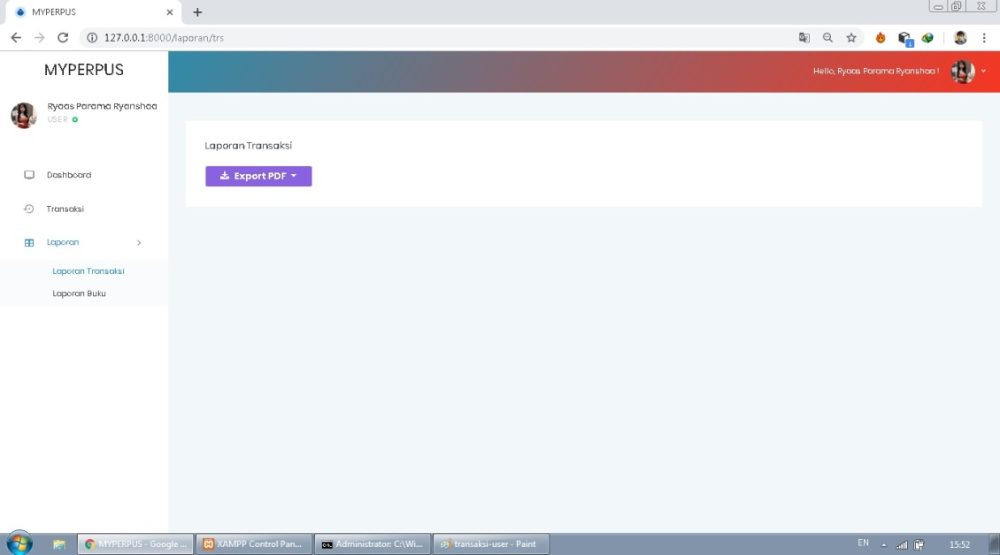 MYPERPUS
127.0.0.1:8000/laporan/trs
MYPERPUS
Hello, Ryaas Parama Ryanshaa !
Ryaas Parama Ryanshaa
USER
Laporan Transaksi
Export PDF
Dashboard
Transaksi
Laporan
Laporan Transaksi
Laporan Buku
MYPERPUS - Google ...
XAMPP Control Pan...
Administrator: C:\Wi...
transaksi-user - Paint
EN
15:52